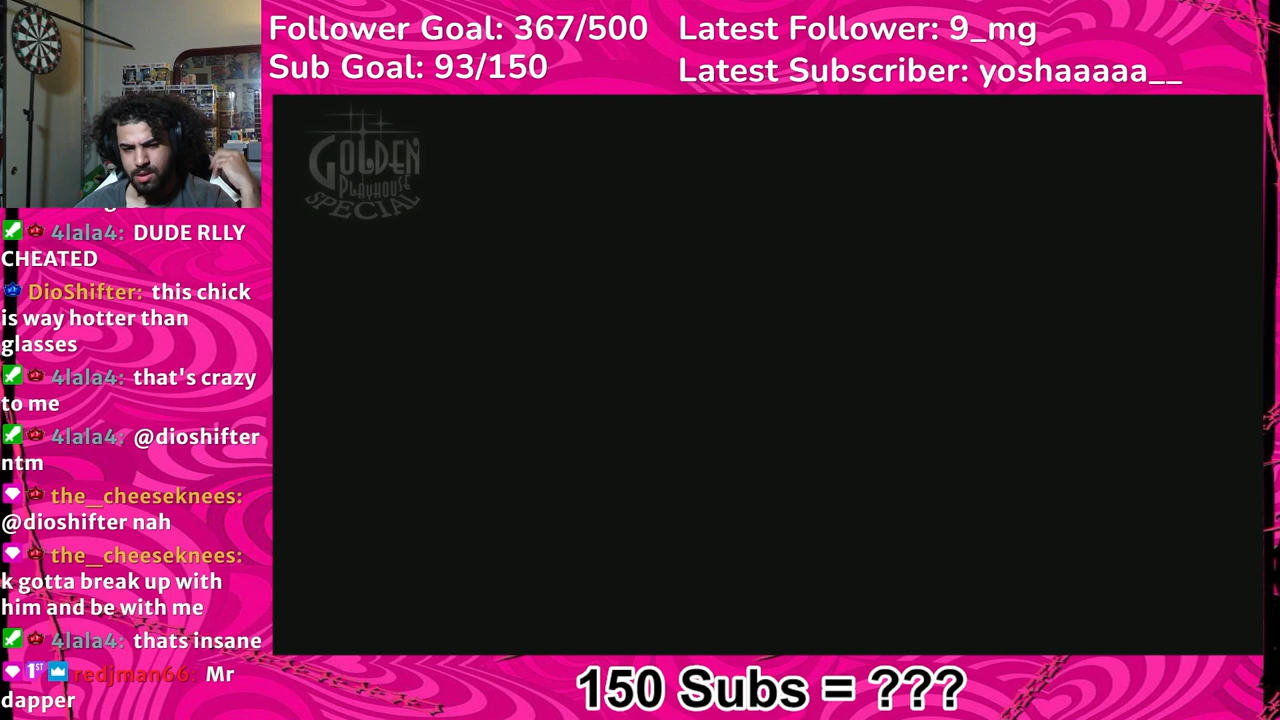 Follower Goal: 367/500
Sub Goal: 93/150
Latest Follower: 9_mg
Latest Subscriber: yoshaaaaa__
GOLDEN
PLAYHOUSE
SPECIAL
4lala4: DUDE RLLY
CHEATED
DioShifter: this chick
is way hotter than
glasses
4lala4: that's crazy
to me
4lala4: @dioshifter
ntm
the__cheeseknees:
@dioshifter nah
the__cheeseknees:
k gotta break up with
him and be with me
4lala4: thats insane
1ST redjman66: Mr
dapper
150 Subs = ???